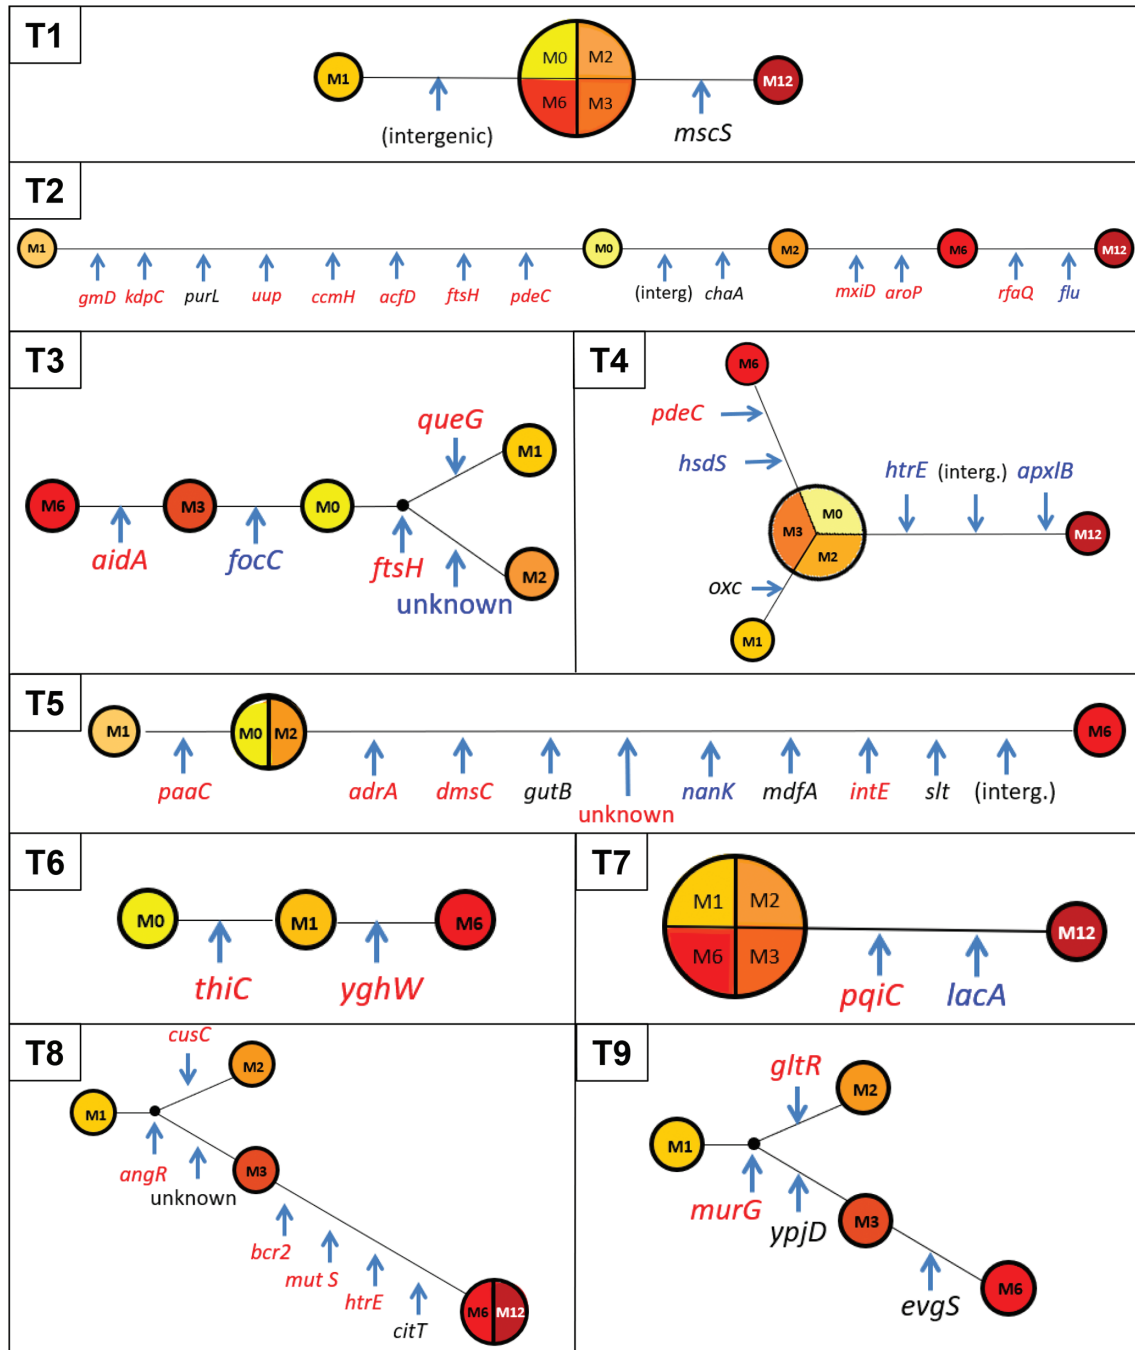 T1
M1
M0
M2
M6
M3
M12
(intergenic)
mscS
T2
M1
M0
M2
M6
M12
gmD
kdpC
purL
uup
ccmH
acfD
ftsH
pdeC
(interg)
chaA
mxiD
aroP
rfaQ
flu
T3
queG
M1
M6
M3
M0
M2
aidA
focC
ftsH
unknown
T4
M6
pdeC
hsdS
htrE
(interg.)
apxIB
M3
M0
M2
M12
oxc
M1
T5
M1
M0
M2
M6
paaC
adrA
dmsC
gutB
unknown
nanK
mdfA
intE
slt
(interg.)
T6
M0
M1
M6
thiC
yghW
T7
M1
M2
M6
M3
M12
pqiC
lacA
T8
cusC
M2
M1
angR
unknown
M3
bcr2
mut S
htrE
citT
M6
M12
T9
gltR
M2
M1
murG
ypjD
M3
evgS
M6